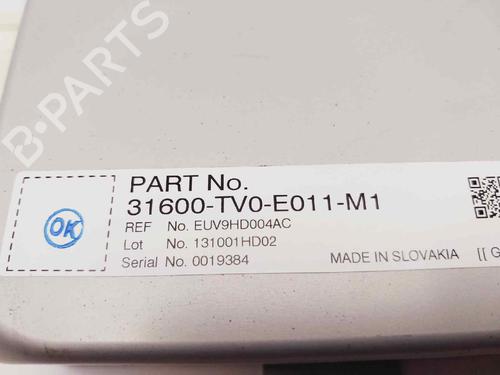 B-PARTS
OK
PART No.
31600-TV0-E011-M1
REF No. EUV9HD004AC
Lot No. 131001HD02
Serial No. 0019384
MADE IN SLOVAKIA [[ G